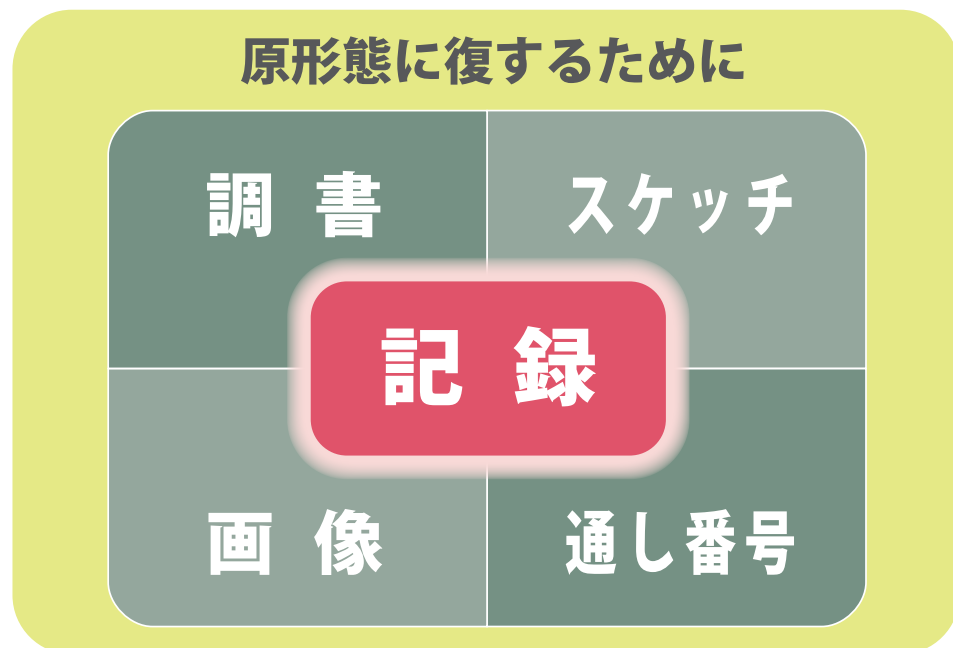 原形態に復するために
調書
スケッチ
記録
画像
通し番号